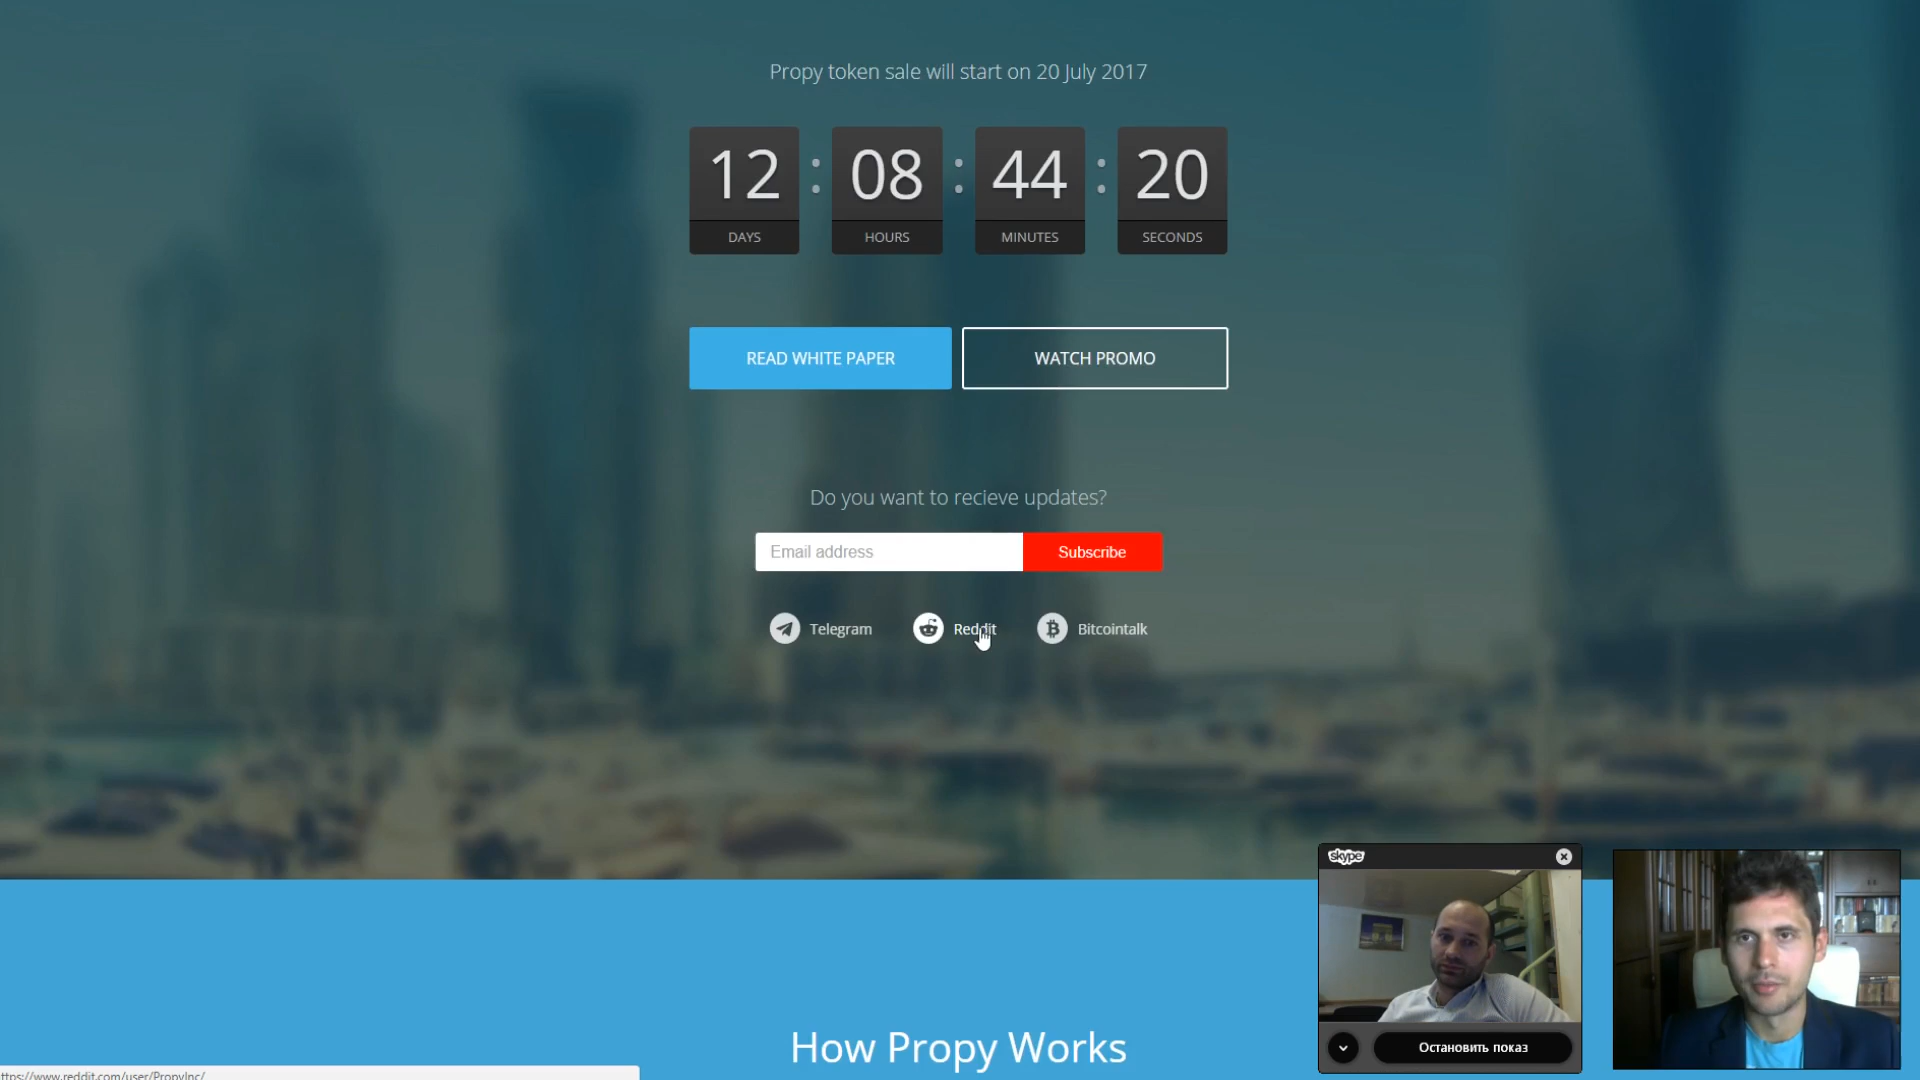 Propy token sale will start on 20 July 2017
12 : 08 : 44 : 20
DAYS HOURS MINUTES SECONDS
READ WHITE PAPER WATCH PROMO
Do you want to recieve updates?
Email address Subscribe
Telegram Reddit Bitcointalk
skype
Остановить показ
How Propy Works
ttps://www.reddit.com/user/PropyInc/